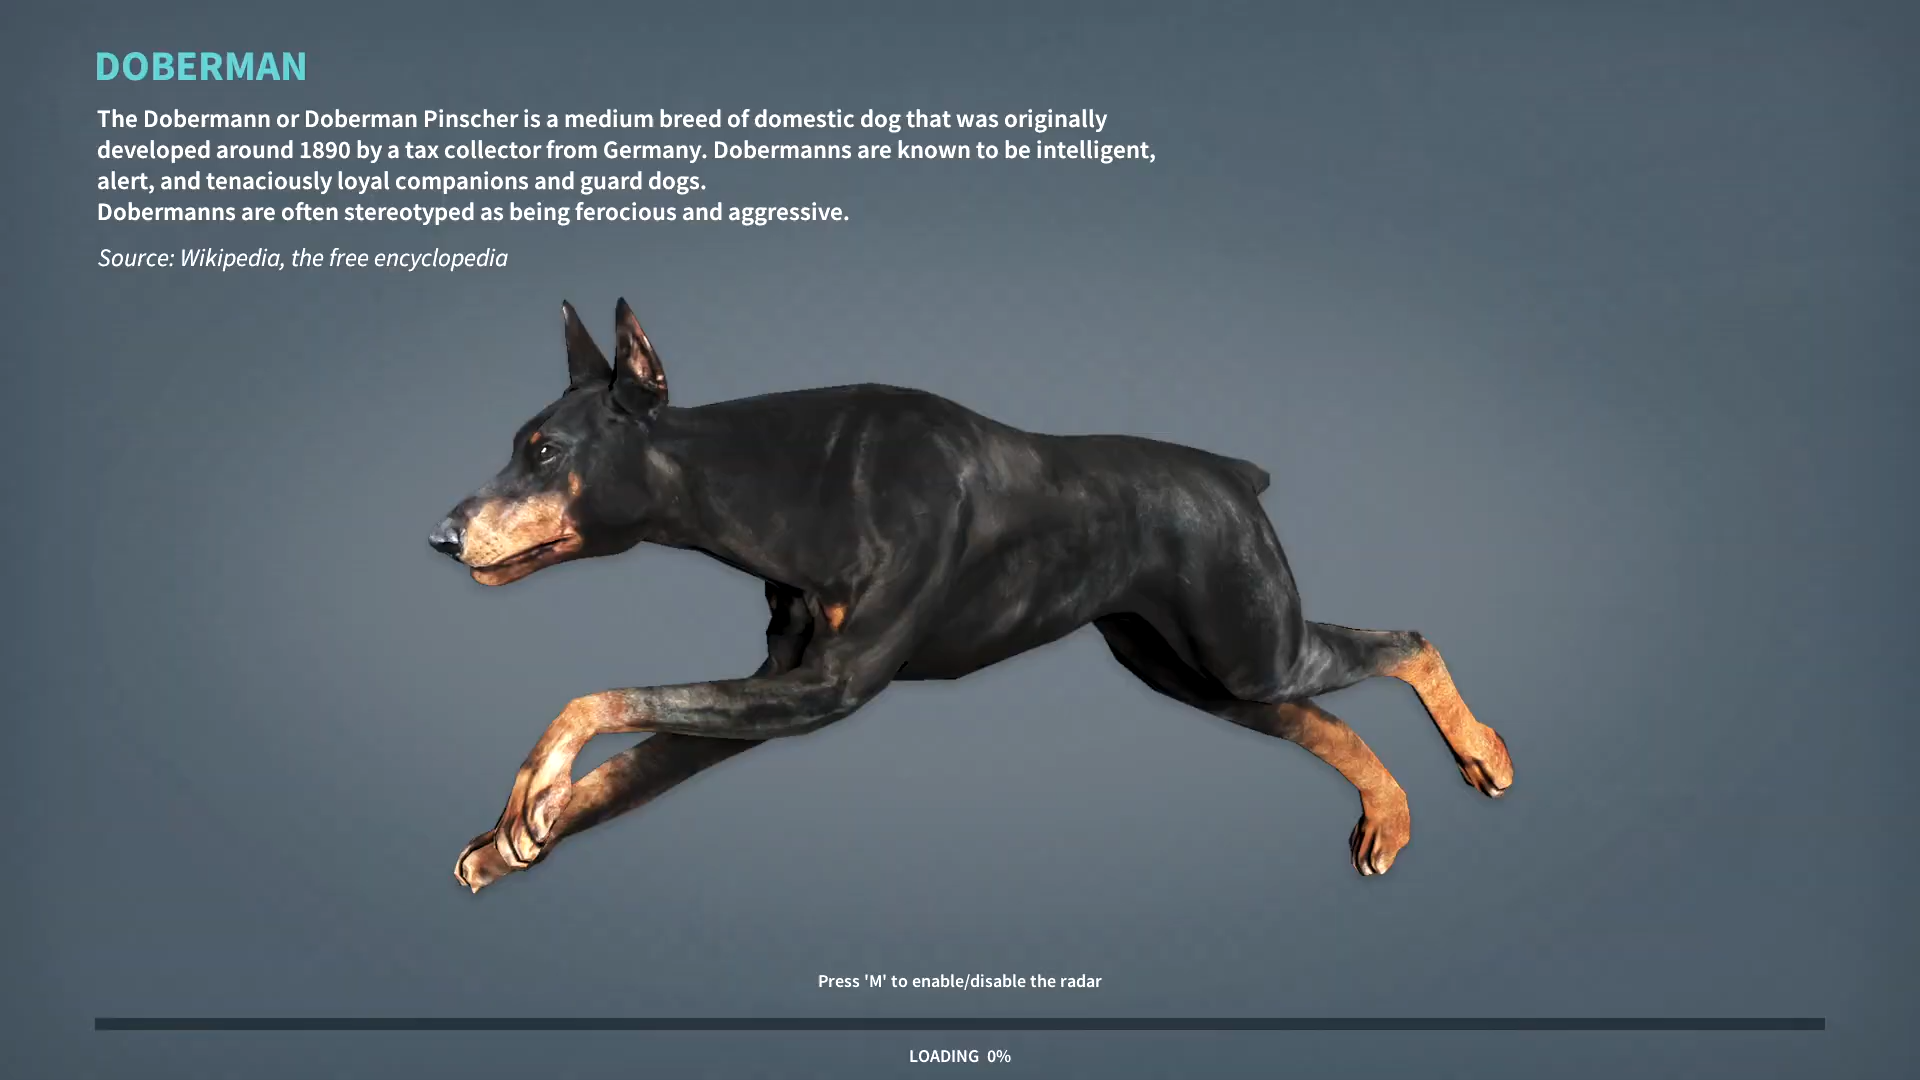 DOBERMAN
The Dobermann or Doberman Pinscher is a medium breed of domestic dog that was originally
developed around 1890 by a tax collector from Germany. Dobermanns are known to be intelligent,
alert, and tenaciously loyal companions and guard dogs.
Dobermanns are often stereotyped as being ferocious and aggressive.
Source: Wikipedia, the free encyclopedia
Press 'M' to enable/disable the radar
LOADING 0%